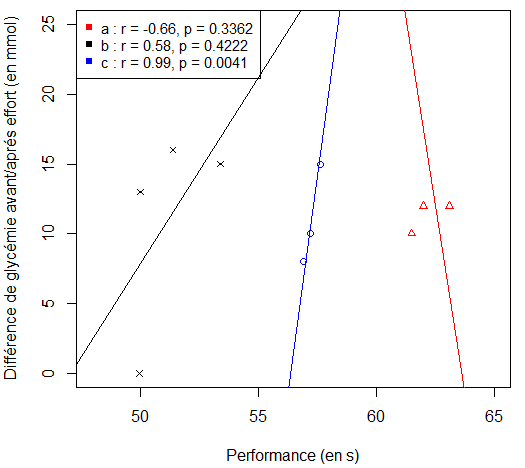 a : r = -0.66, p = 0.3362
b : r = 0.58, p = 0.4222
c : r = 0.99, p = 0.0041
Différence de glycémie avant/aprés effort (en mmol)
25
20
15
10
5
0
50
55
60
65
Performance (en s)